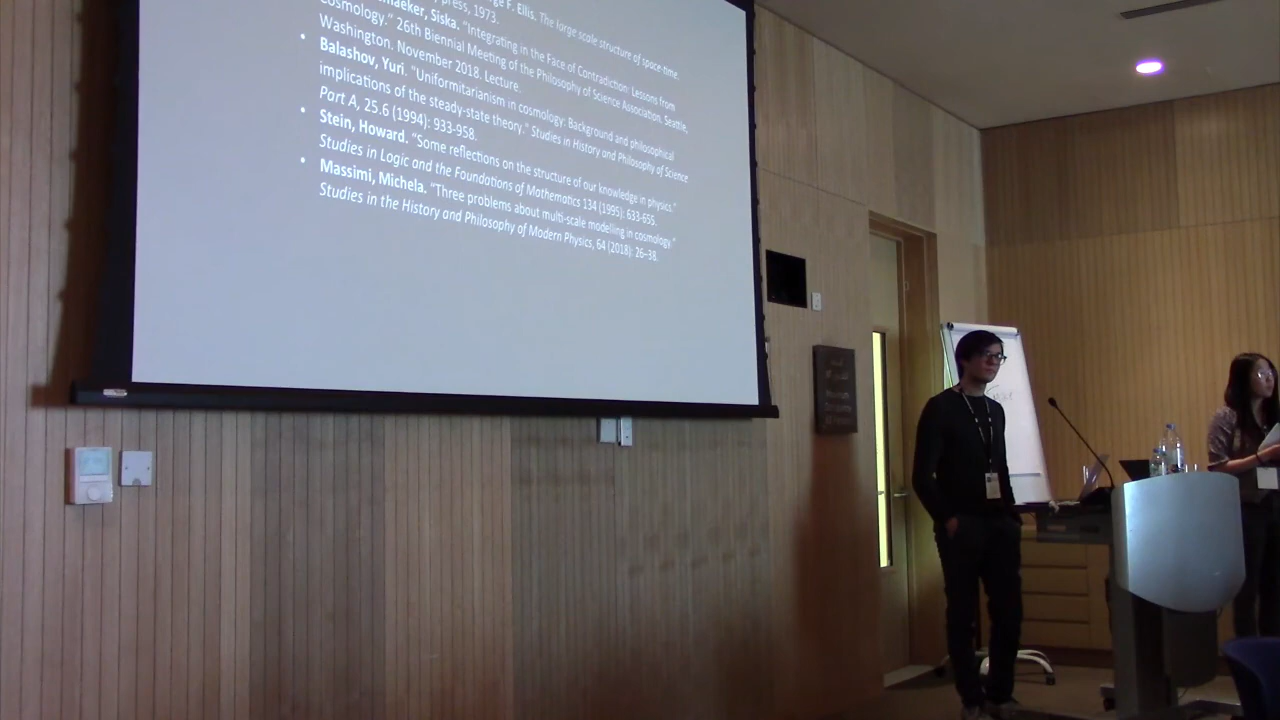 ge F. Ellis. The large scale structure of space-time.
press, 1973.
maeker, Siska. "Integrating in the Face of Contradiction: Lessons from
Cosmology." 26th Biennial Meeting of the Philosophy of Science Association. Seattle,
Washington. November 2018. Lecture.
• Balashov, Yuri. "Uniformitarianism in cosmology: Background and philosophical
implications of the steady-state theory." Studies in History and Philosophy of Science
Part A, 25.6 (1994): 933-958.
• Stein, Howard. "Some reflections on the structure of our knowledge in physics."
Studies in Logic and the Foundations of Mathematics 134 (1995): 633-655.
• Massimi, Michela. "Three problems about multi-scale modelling in cosmology."
Studies in the History and Philosophy of Modern Physics, 64 (2018): 26–38.